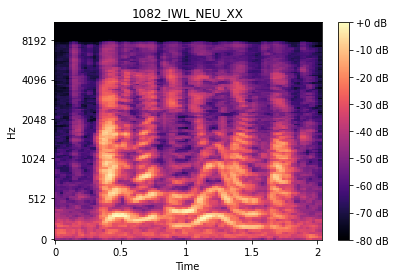 1082_IWL_NEU_XX
8192
4096
2048
1024
512
0
Hz
0
0.5
1
1.5
2
Time
+0 dB
-10 dB
-20 dB
-30 dB
-40 dB
-50 dB
-60 dB
-70 dB
-80 dB